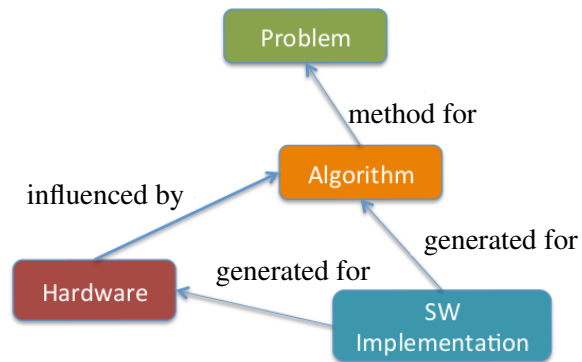 Problem
method for
Algorithm
influenced by
generated for
generated for
Hardware
SW
Implementation